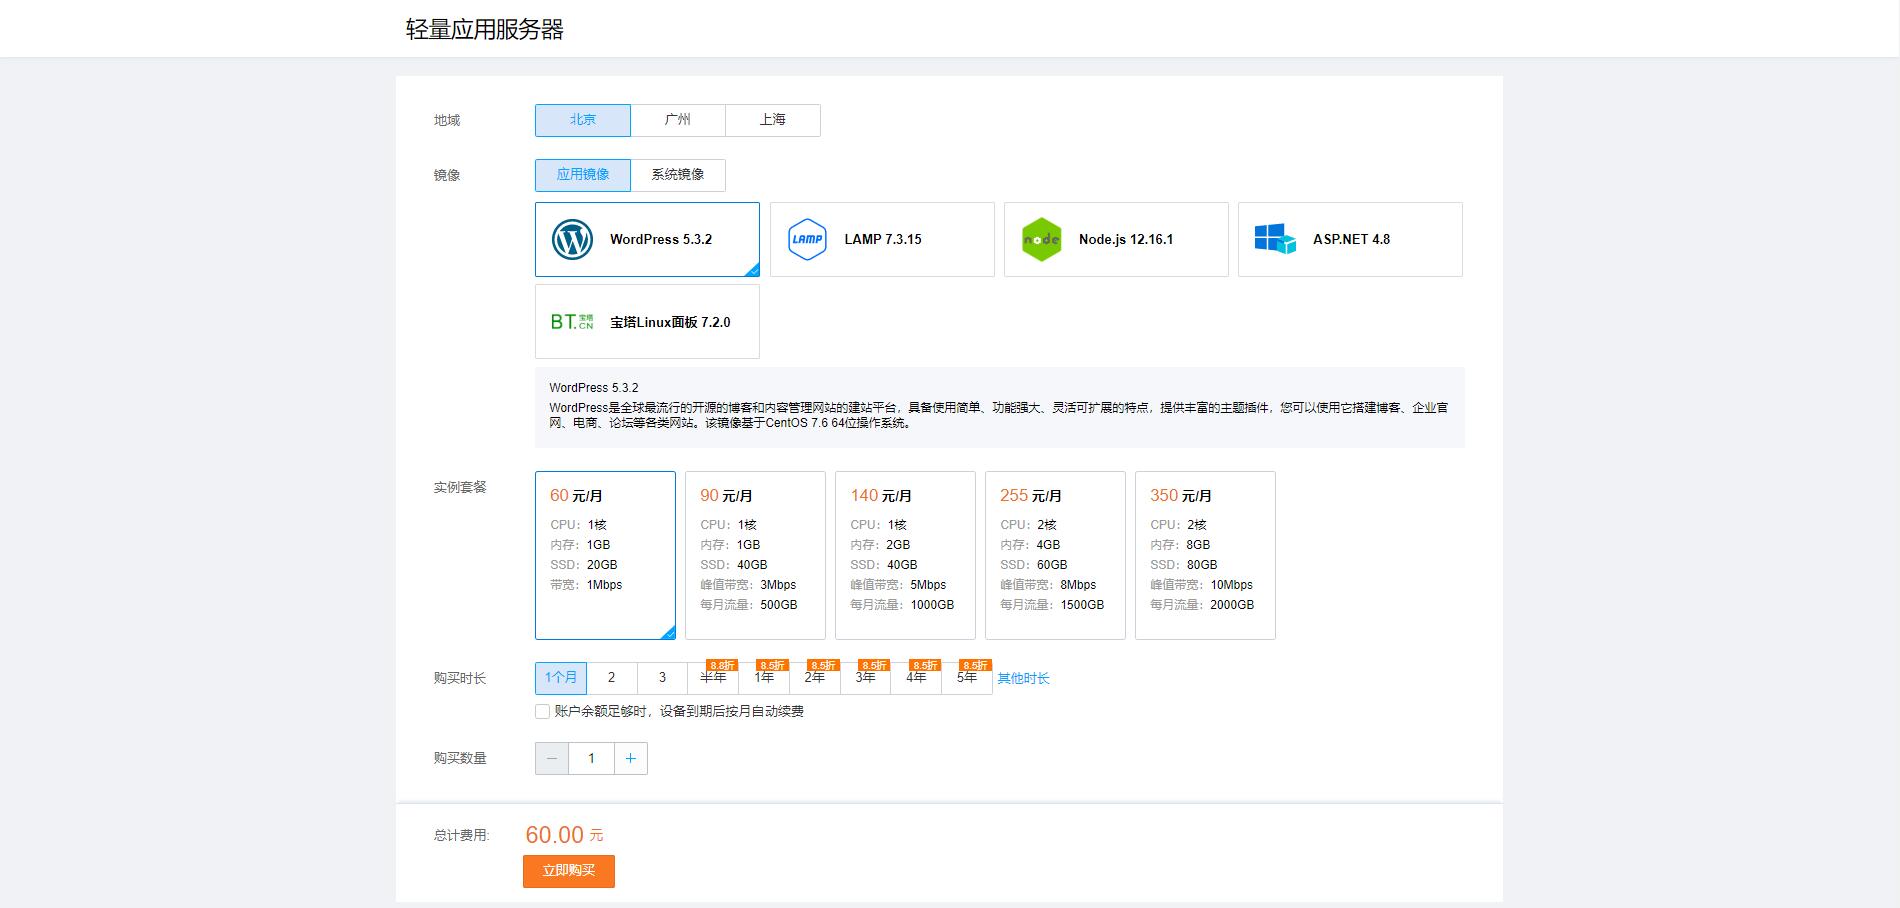 轻量应用服务器
地域 北京 广州 上海
镜像 应用镜像 系统镜像
WordPress 5.3.2 LAMP LAMP 7.3.15 node Node.js 12.16.1 ASP.NET 4.8
BT.宝塔CN 宝塔Linux面板 7.2.0
WordPress 5.3.2
WordPress是全球最流行的开源的博客和内容管理网站的建站平台，具备使用简单、功能强大、灵活可扩展的特点，提供丰富的主题插件，您可以使用它搭建博客、企业官
网、电商、论坛等各类网站。该镜像基于CentOS 7.6 64位操作系统。
实例套餐
60 元/月
CPU：1核
内存：1GB
SSD：20GB
带宽：1Mbps
90 元/月
CPU：1核
内存：1GB
SSD：40GB
峰值带宽：3Mbps
每月流量：500GB
140 元/月
CPU：1核
内存：2GB
SSD：40GB
峰值带宽：5Mbps
每月流量：1000GB
255 元/月
CPU：2核
内存：4GB
SSD：60GB
峰值带宽：8Mbps
每月流量：1500GB
350 元/月
CPU：2核
内存：8GB
SSD：80GB
峰值带宽：10Mbps
每月流量：2000GB
8.8折 8.5折 8.5折 8.5折 8.5折 8.5折
购买时长 1个月 2 3 半年 1年 2年 3年 4年 5年 其他时长
账户余额足够时，设备到期后按月自动续费
购买数量 − 1 +
总计费用: 60.00 元
立即购买